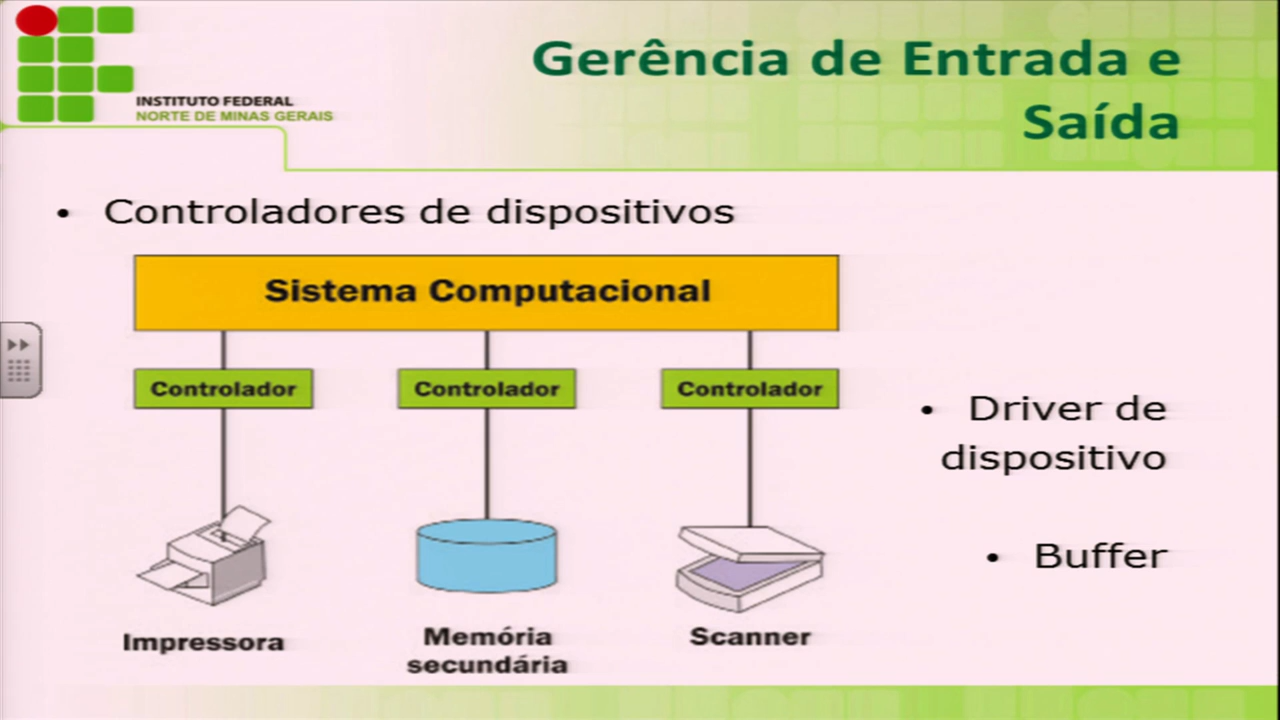 INSTITUTO FEDERAL
NORTE DE MINAS GERAIS
Gerência de Entrada e
Saída
• Controladores de dispositivos
Sistema Computacional
Controlador
Controlador
Controlador
• Driver de
dispositivo
• Buffer
Impressora
Memória
secundária
Scanner